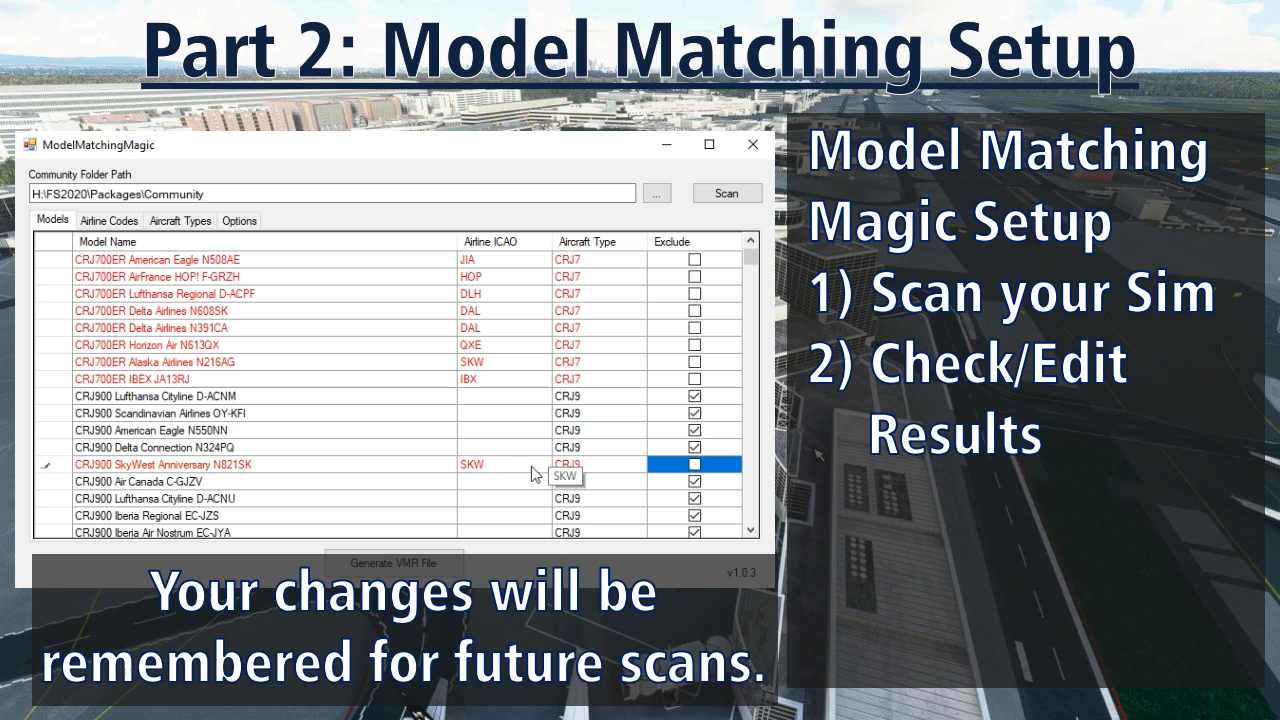 Part 2: Model Matching Setup
ModelMatchingMagic
Community Folder Path
H:\FS2020\Packages\Community
...
Scan
Models Airline Codes Aircraft Types Options
Model Name Airline ICAO Aircraft Type Exclude
CRJ700ER American Eagle N508AE JIA CRJ7
CRJ700ER AirFrance HOP! F-GRZH HOP CRJ7
CRJ700ER Lufthansa Regional D-ACPF DLH CRJ7
CRJ700ER Delta Airlines N608SK DAL CRJ7
CRJ700ER Delta Airlines N391CA DAL CRJ7
CRJ700ER Horizon Air N613QX QXE CRJ7
CRJ700ER Alaska Airlines N216AG SKW CRJ7
CRJ700ER IBEX JA13RJ IBX CRJ7
CRJ900 Lufthansa Cityline D-ACNM CRJ9
CRJ900 Scandinavian Airlines OY-KFI CRJ9
CRJ900 American Eagle N550NN CRJ9
CRJ900 Delta Connection N324PQ CRJ9
CRJ900 SkyWest Anniversary N821SK SKW CRJ9
SKW
CRJ900 Air Canada C-GJZV CRJ9
CRJ900 Lufthansa Cityline D-ACNU CRJ9
CRJ900 Iberia Regional EC-JZS CRJ9
CRJ900 Iberia Air Nostrum EC-JYA CRJ9
Generate VMR File
v1.0.3
Your changes will be
remembered for future scans.
Model Matching
Magic Setup
1) Scan your Sim
2) Check/Edit
Results